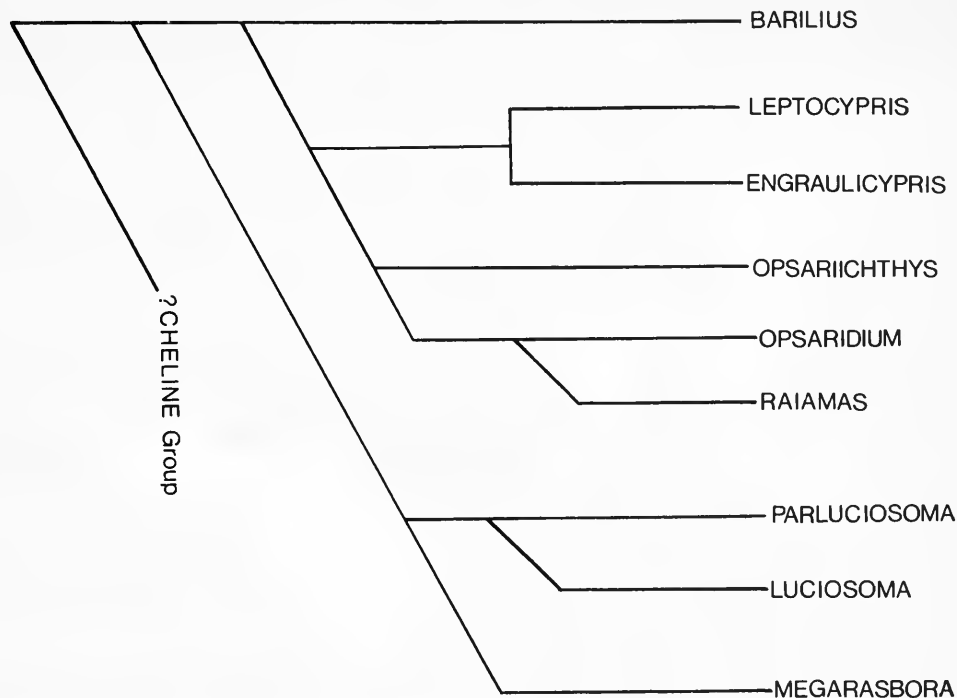 BARILIUS
LEPTOCYPRIS
ENGRAULICYPRIS
OPSARIICHTHYS
OPSARIDIUM
RAIAMAS
?CHELINE Group
PARLUCIOSOMA
LUCIOSOMA
MEGARASBORA